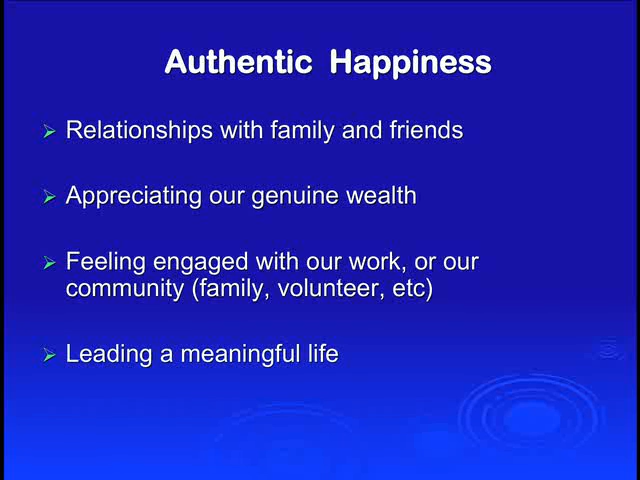 Authentic Happiness
Relationships with family and friends
Appreciating our genuine wealth
Feeling engaged with our work, or our
community (family, volunteer, etc)
Leading a meaningful life